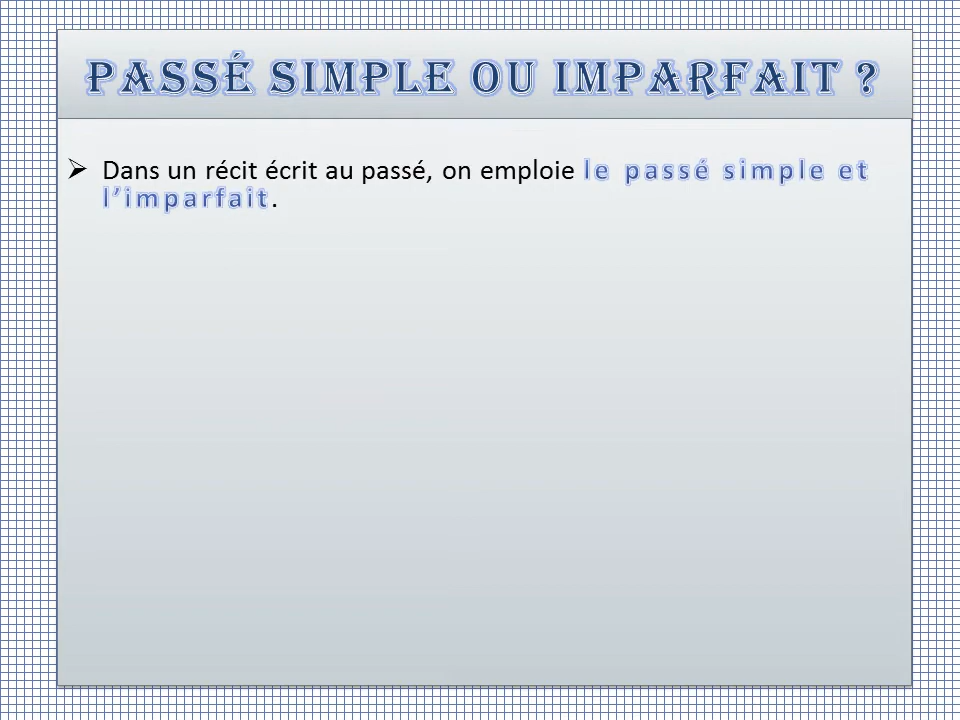 PASSÉ SIMPLE OU IMPARFAIT ?
➢ Dans un récit écrit au passé, on emploie le passé simple et
l’imparfait.